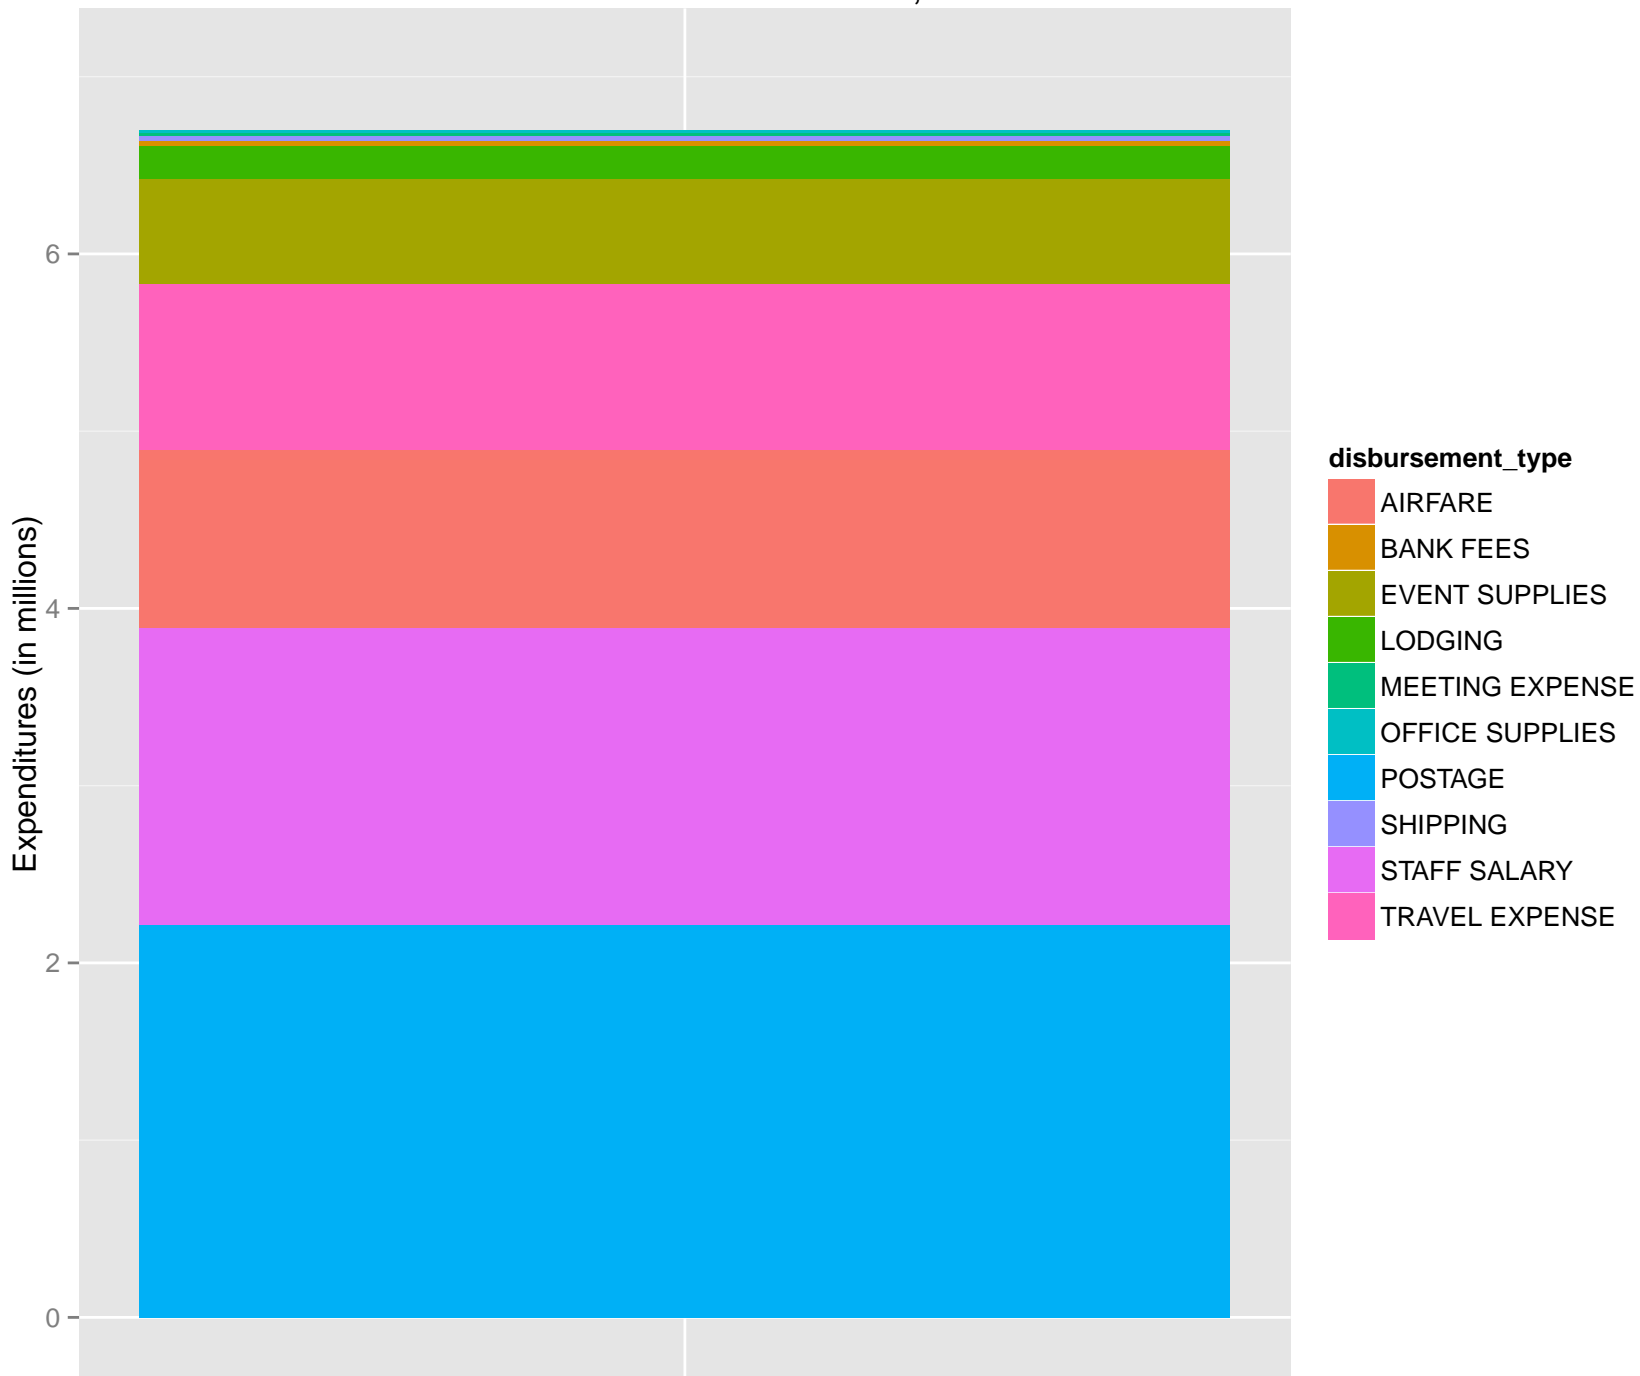 Expenditures (in millions)
6
4
2
0
disbursement_type
AIRFARE
BANK FEES
EVENT SUPPLIES
LODGING
MEETING EXPENSE
OFFICE SUPPLIES
POSTAGE
SHIPPING
STAFF SALARY
TRAVEL EXPENSE